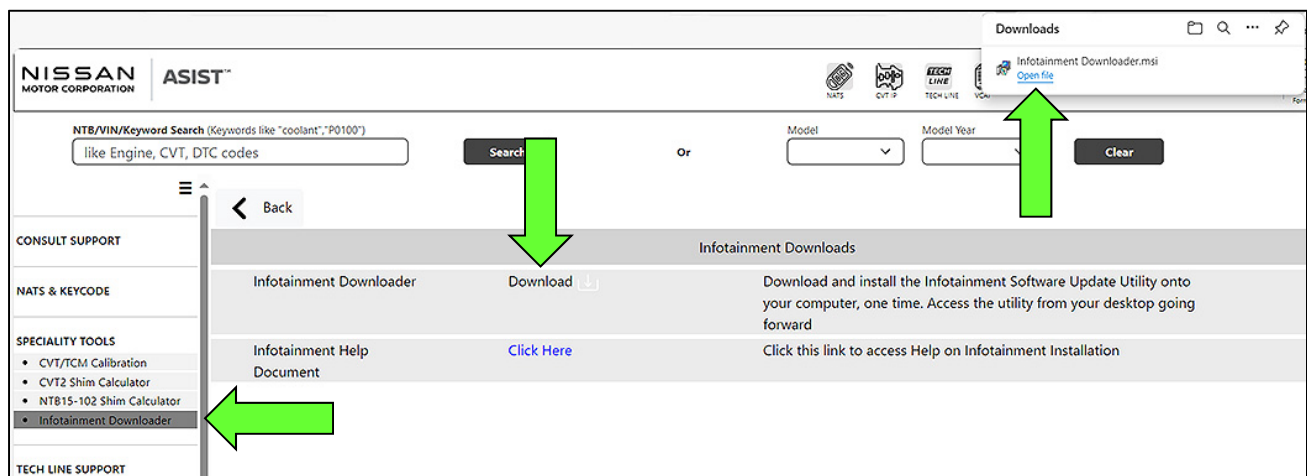 Downloads
Infotainment Downloader.msi
Open file
NISSAN
MOTOR CORPORATION
ASIST™
NATS
CVT IP
TECH LINE
TECH LINE
NTB/VIN/Keyword Search (Keywords like "coolant","P0100")
like Engine, CVT, DTC codes
Search
Or
Model
Model Year
Clear
Back
CONSULT SUPPORT
NATS & KEYCODE
SPECIALITY TOOLS
• CVT/TCM Calibration
• CVT2 Shim Calculator
• NTB15-102 Shim Calculator
• Infotainment Downloader
TECH LINE SUPPORT
Infotainment Downloads
Infotainment Downloader
Download
Download and install the Infotainment Software Update Utility onto
your computer, one time. Access the utility from your desktop going
forward
Infotainment Help
Document
Click Here
Click this link to access Help on Infotainment Installation